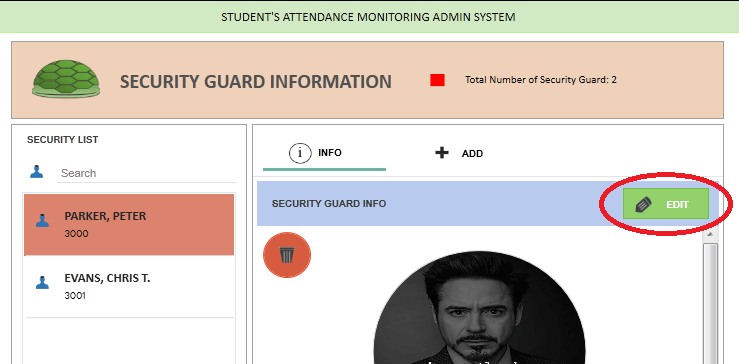 STUDENT'S ATTENDANCE MONITORING ADMIN SYSTEM
SECURITY GUARD INFORMATION
Total Number of Security Guard: 2
SECURITY LIST
Search
PARKER, PETER
3000
EVANS, CHRIS T.
3001
INFO
ADD
SECURITY GUARD INFO
EDIT